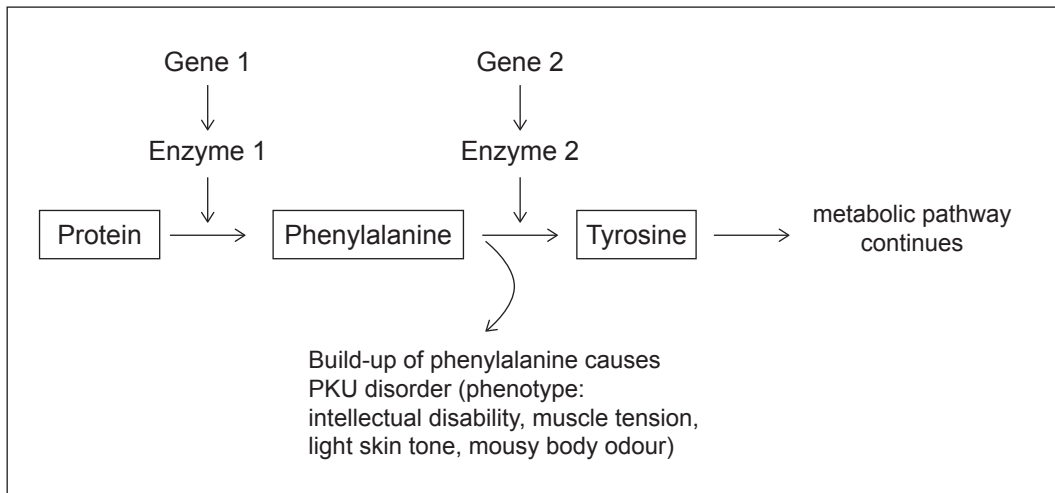 Gene 1
Gene 2
Enzyme 1
Enzyme 2
Protein
Phenylalanine
Tyrosine
metabolic pathway
continues
Build-up of phenylalanine causes
PKU disorder (phenotype:
intellectual disability, muscle tension,
light skin tone, mousy body odour)